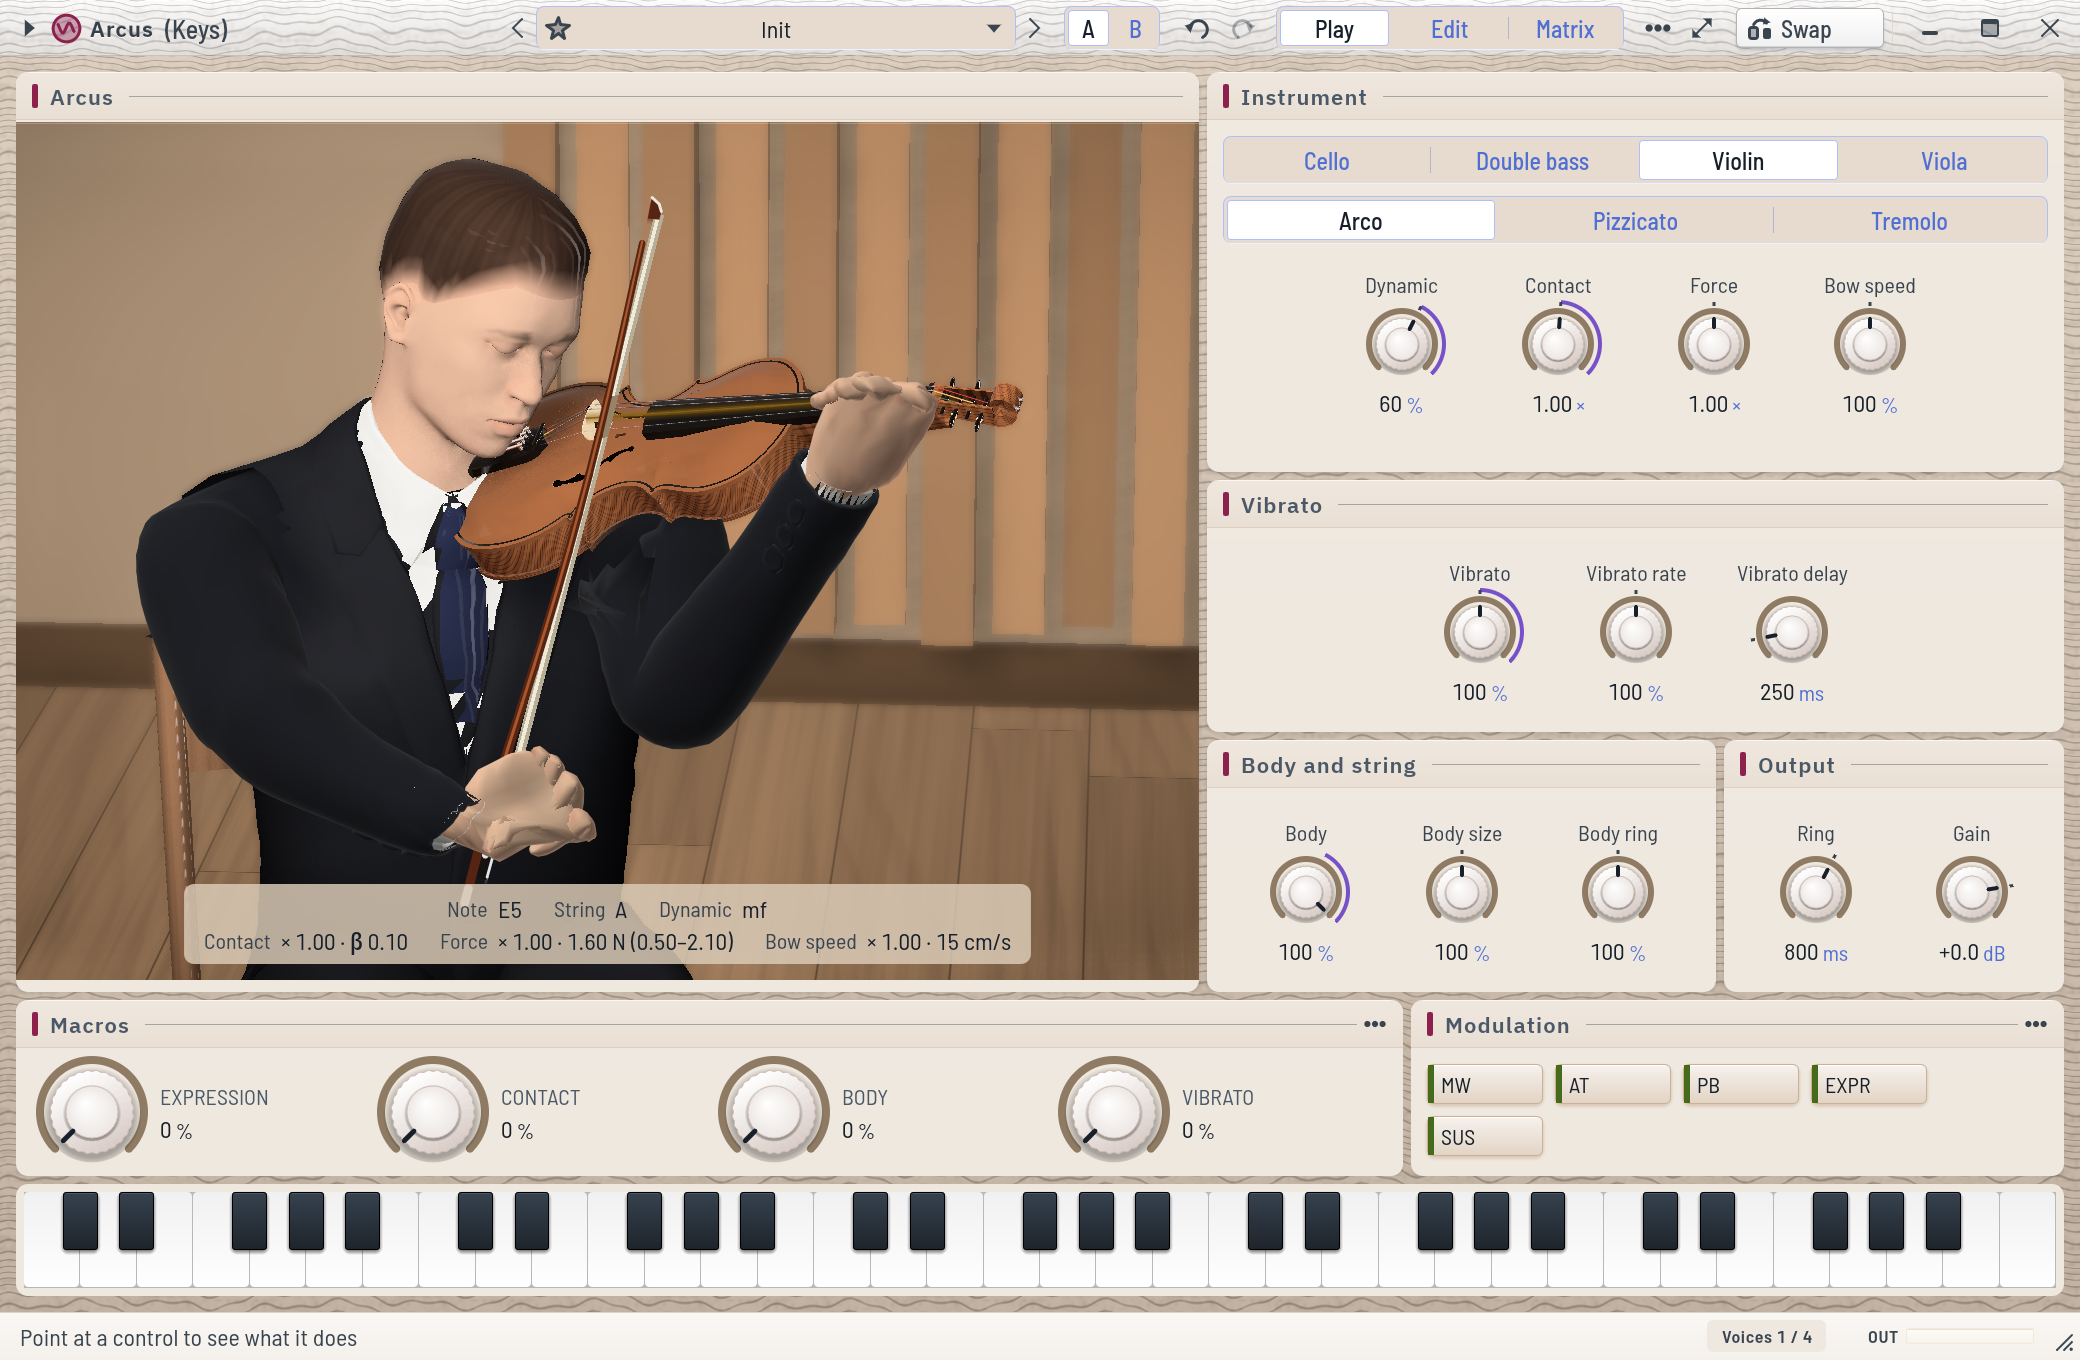 Arcus (Keys)
Init
A B
Play Edit Matrix
Swap
Arcus
Note E5 String A Dynamic mf
Contact × 1.00 · β 0.10 Force × 1.00 · 1.60 N (0.50–2.10) Bow speed × 1.00 · 15 cm/s
Instrument
Cello Double bass Violin Viola
Arco Pizzicato Tremolo
Dynamic Contact Force Bow speed
60 % 1.00 × 1.00 × 100 %
Vibrato
Vibrato Vibrato rate Vibrato delay
100 % 100 % 250 ms
Body and string
Body Body size Body ring
100 % 100 % 100 %
Output
Ring Gain
800 ms +0.0 dB
Macros
EXPRESSION
0 %
CONTACT
0 %
BODY
0 %
VIBRATO
0 %
Modulation
MW AT PB EXPR
SUS
Point at a control to see what it does
Voices 1 / 4
OUT